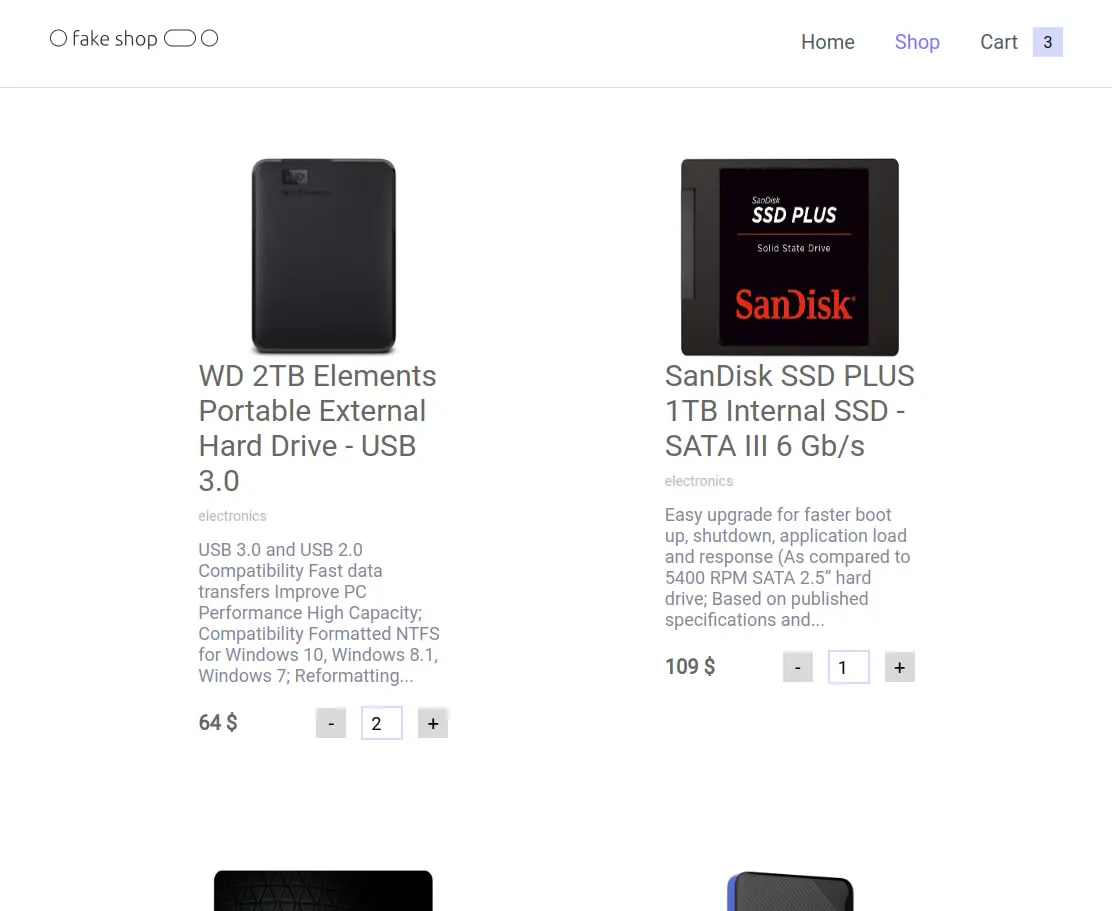 fake shop
Home
Shop
Cart
3
WD
WD 2TB Elements
Portable External
Hard Drive - USB
3.0
electronics
USB 3.0 and USB 2.0
Compatibility Fast data
transfers Improve PC
Performance High Capacity;
Compatibility Formatted NTFS
for Windows 10, Windows 8.1,
Windows 7; Reformatting...
64 $
-
2
+
SanDisk
SSD PLUS
Solid State Drive
SanDisk®
SanDisk SSD PLUS
1TB Internal SSD -
SATA III 6 Gb/s
electronics
Easy upgrade for faster boot
up, shutdown, application load
and response (As compared to
5400 RPM SATA 2.5” hard
drive; Based on published
specifications and...
109 $
-
1
+